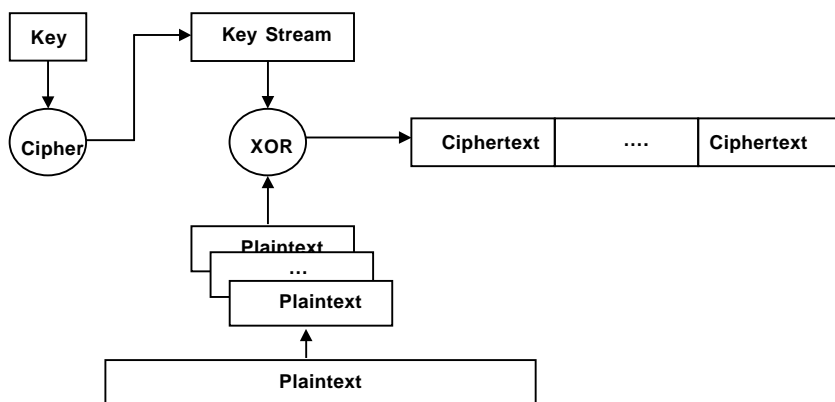 Key
Key Stream
Cipher
XOR
Ciphertext
....
Ciphertext
Plaintext
...
Plaintext
Plaintext